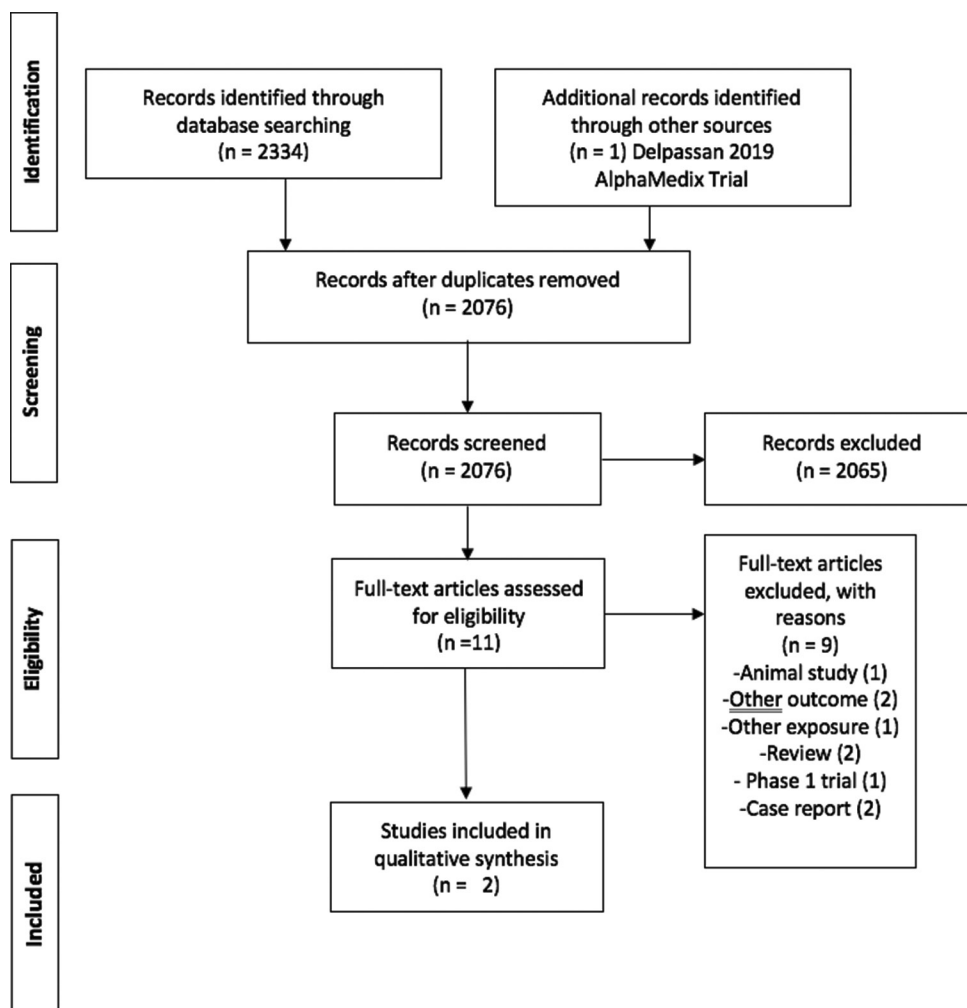 Identification
Records identified through
database searching
(n = 2334)
Additional records identified
through other sources
(n = 1) Delpassan 2019
AlphaMedix Trial
Screening
Records after duplicates removed
(n = 2076)
Records screened
(n = 2076)
Records excluded
(n = 2065)
Eligibility
Full-text articles assessed
for eligibility
(n =11)
Full-text articles
excluded, with
reasons
(n = 9)
-Animal study (1)
-Other outcome (2)
-Other exposure (1)
-Review (2)
- Phase 1 trial (1)
-Case report (2)
Included
Studies included in
qualitative synthesis
(n = 2)